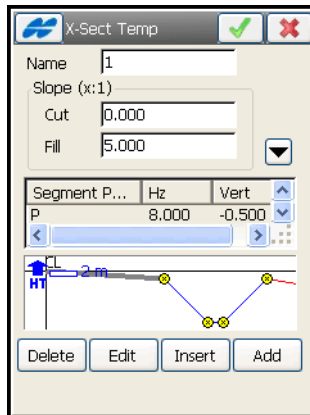 X-Sect Temp
Name 1
Slope (x:1)
Cut 0.000
Fill 5.000
Segment P... Hz Vert
P 8.000 -0.500
CL
2 m
HT
Delete Edit Insert Add